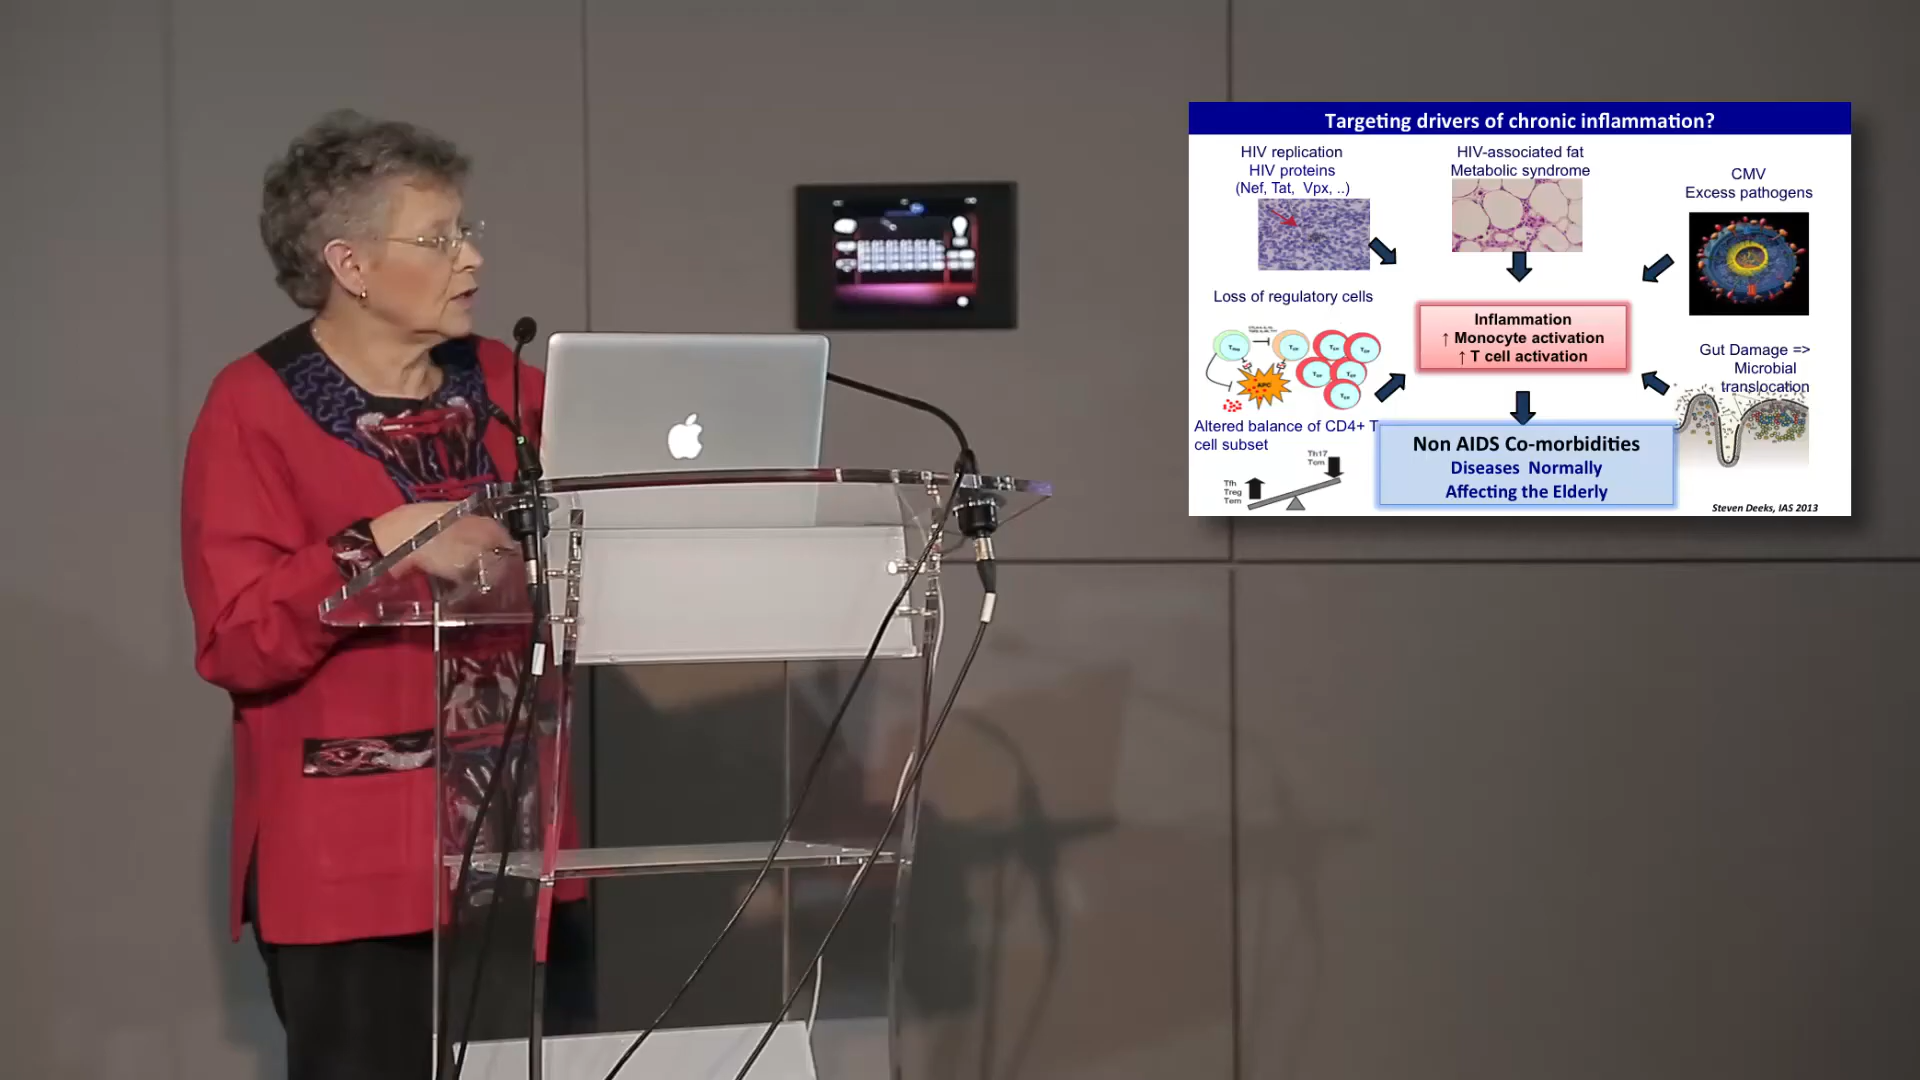 Targeting drivers of chronic inflammation?
HIV replication
HIV proteins
(Nef, Tat, Vpx, ..)
HIV-associated fat
Metabolic syndrome
CMV
Excess pathogens
Loss of regulatory cells
Inflammation
↑ Monocyte activation
↑ T cell activation
Gut Damage =>
Microbial
translocation
APC
Altered balance of CD4+ T
cell subset
Th17
Tcm
Tfh
Treg
Tem
Non AIDS Co-morbidities
Diseases Normally
Affecting the Elderly
Steven Deeks, IAS 2013